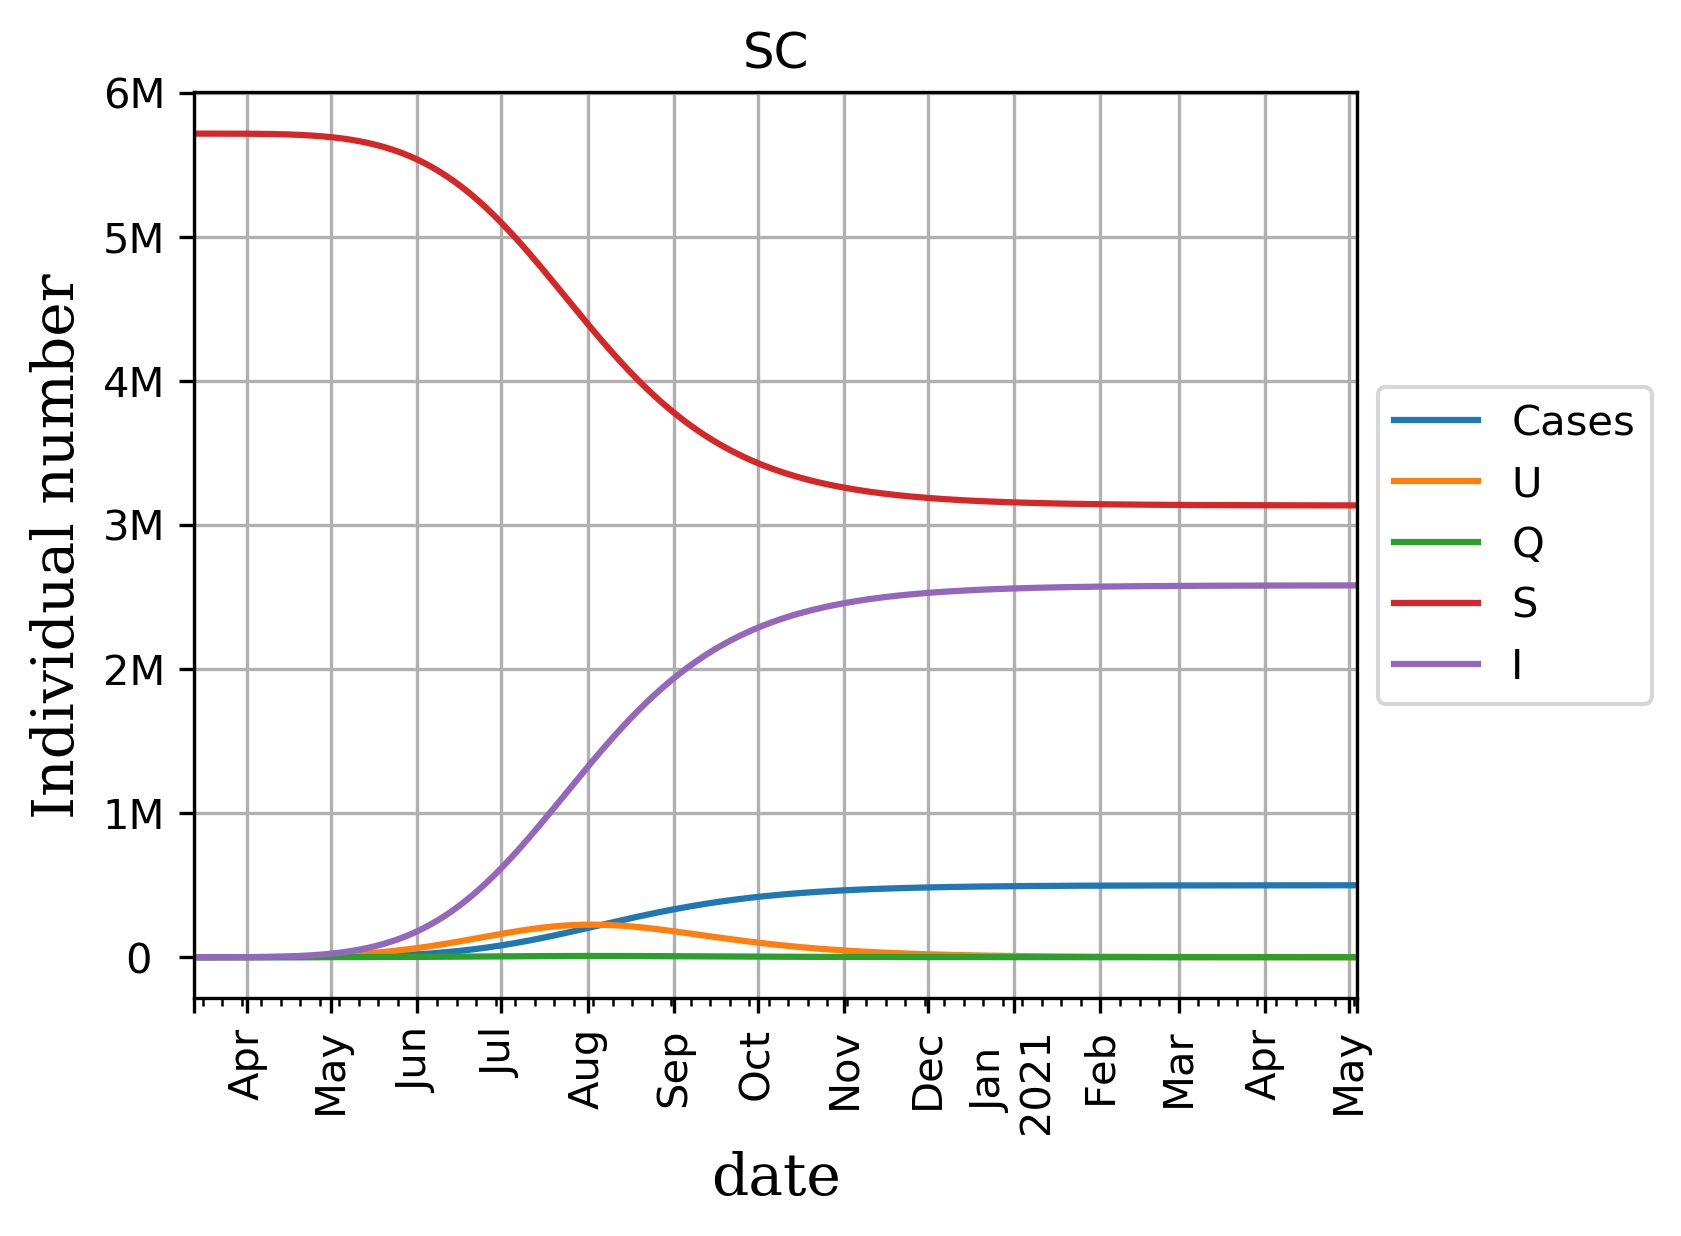 SC
6M
5M
4M
3M
2M
1M
0
Individual number
Apr
May
Jun
Jul
Aug
Sep
Oct
Nov
Dec
Jan
2021
Feb
Mar
Apr
May
date
Cases
U
Q
S
I